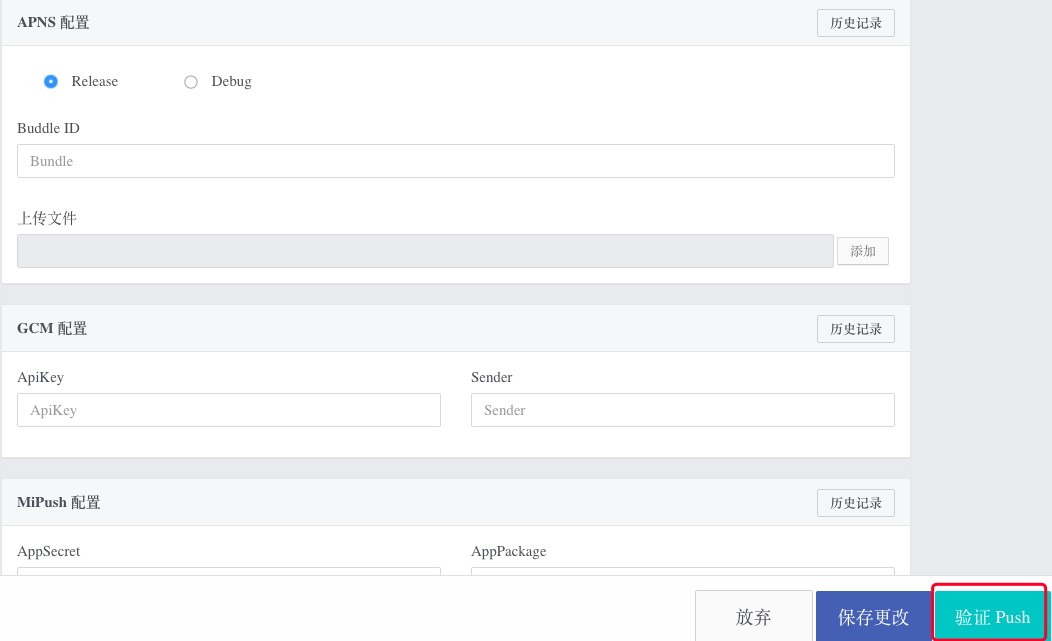 APNS 配置
历史记录
Release
Debug
Buddle ID
Bundle
上传文件
添加
GCM 配置
历史记录
ApiKey
Sender
ApiKey
Sender
MiPush 配置
历史记录
AppSecret
AppPackage
放弃
保存更改
验证 Push